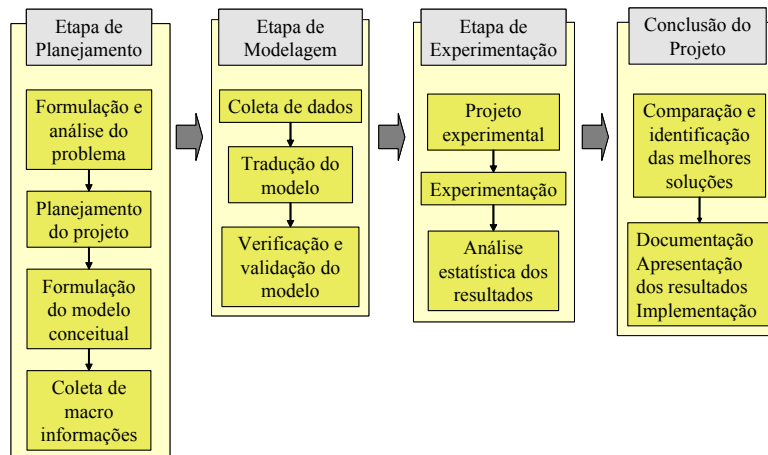 Etapa de
Planejamento
Formulação e
análise do
problema
Planejamento
do projeto
Formulação
do modelo
conceitual
Coleta de
macro
informações
Etapa de
Modelagem
Coleta de dados
Tradução do
modelo
Verificação e
validação do
modelo
Etapa de
Experimentação
Projeto
experimental
Experimentação
Análise
estatística dos
resultados
Conclusão do
Projeto
Comparação e
identificação
das melhores
soluções
Documentação
Apresentação
dos resultados
Implementação